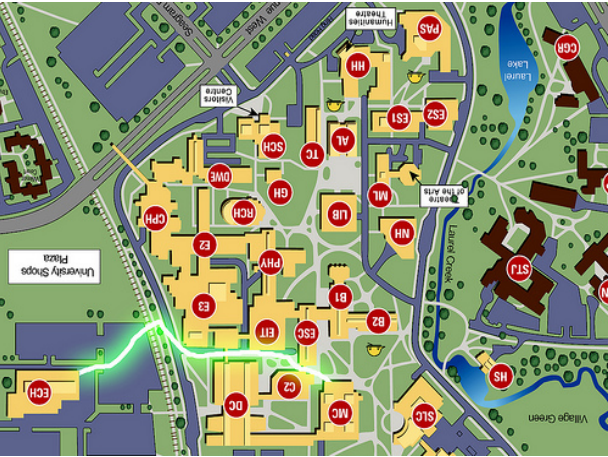 PAS
Humanities
Theatre
HH
CGR
Laurel
Lake
Seagram
Visitors
Centre
ES1
ES2
SCH
TC
AL
DWE
GH
ML
of the Arts
CPH
RCH
LIB
NH
E2
PHY
Laurel Creek
University Shops
Plaza
STJ
N
E3
B1
B2
EIT
ESC
ECH
C2
HS
DC
MC
SLC
Village Green